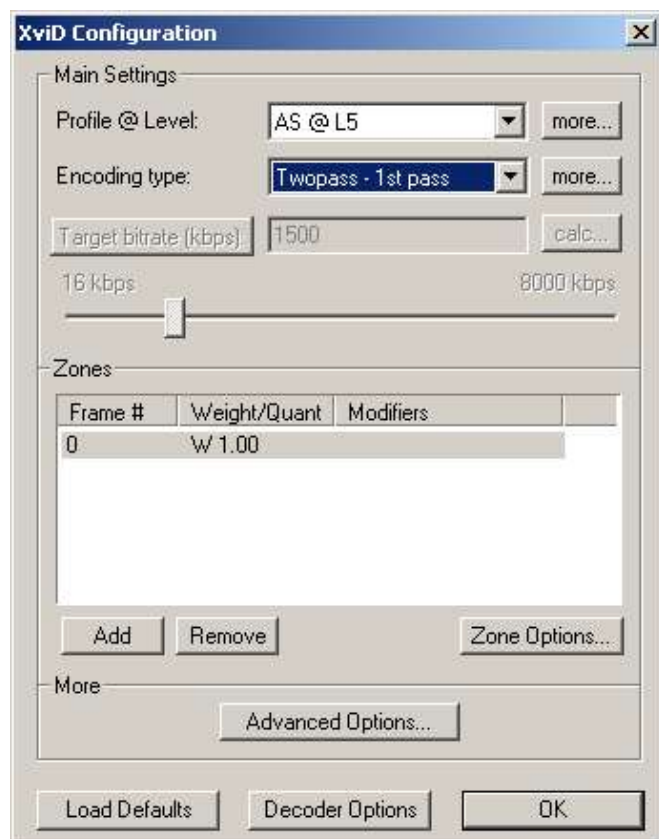 XviD Configuration
Main Settings
Profile @ Level: AS @ L5 more...
Encoding type: Twopass - 1st pass more...
Target bitrate (kbps) 1500 calc...
16 kbps 8000 kbps
Zones
Frame # Weight/Quant Modifiers
0 W 1.00
Add Remove Zone Options...
More
Advanced Options...
Load Defaults Decoder Options OK